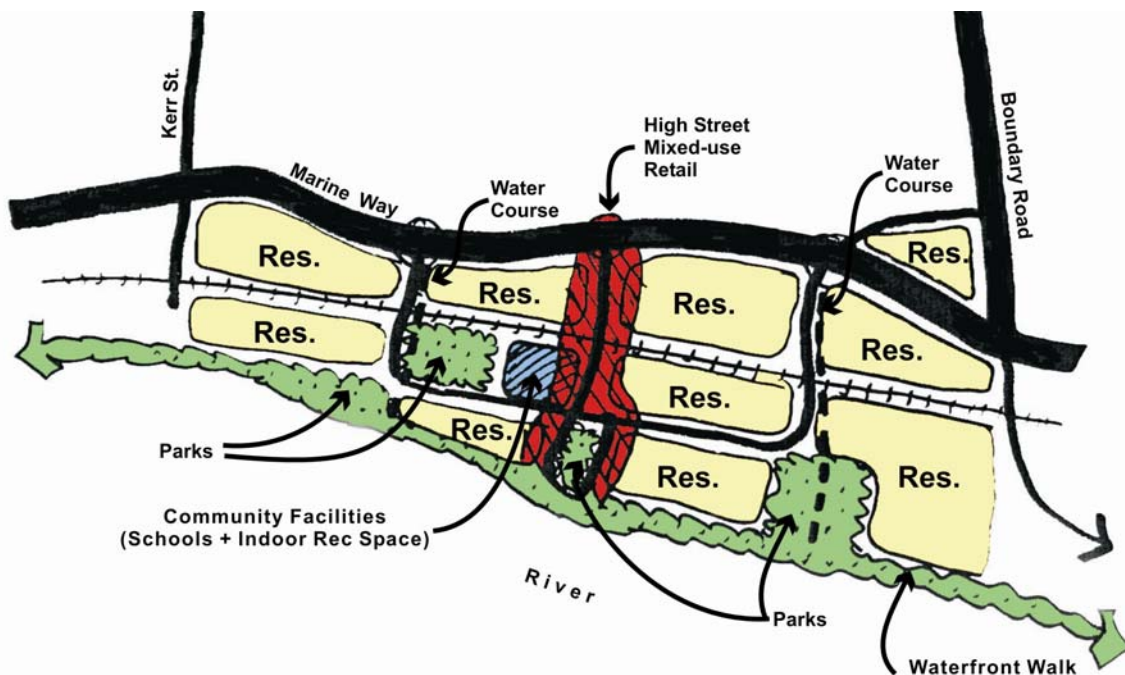 Kerr St.
Marine Way
Water
Course
High Street
Mixed-use
Retail
Water
Course
Boundary Road
Res.
Res.
Res.
Res.
Res.
Res.
Res.
Res.
Res.
Res.
Parks
Community Facilities
(Schools + Indoor Rec Space)
River
Parks
Waterfront Walk